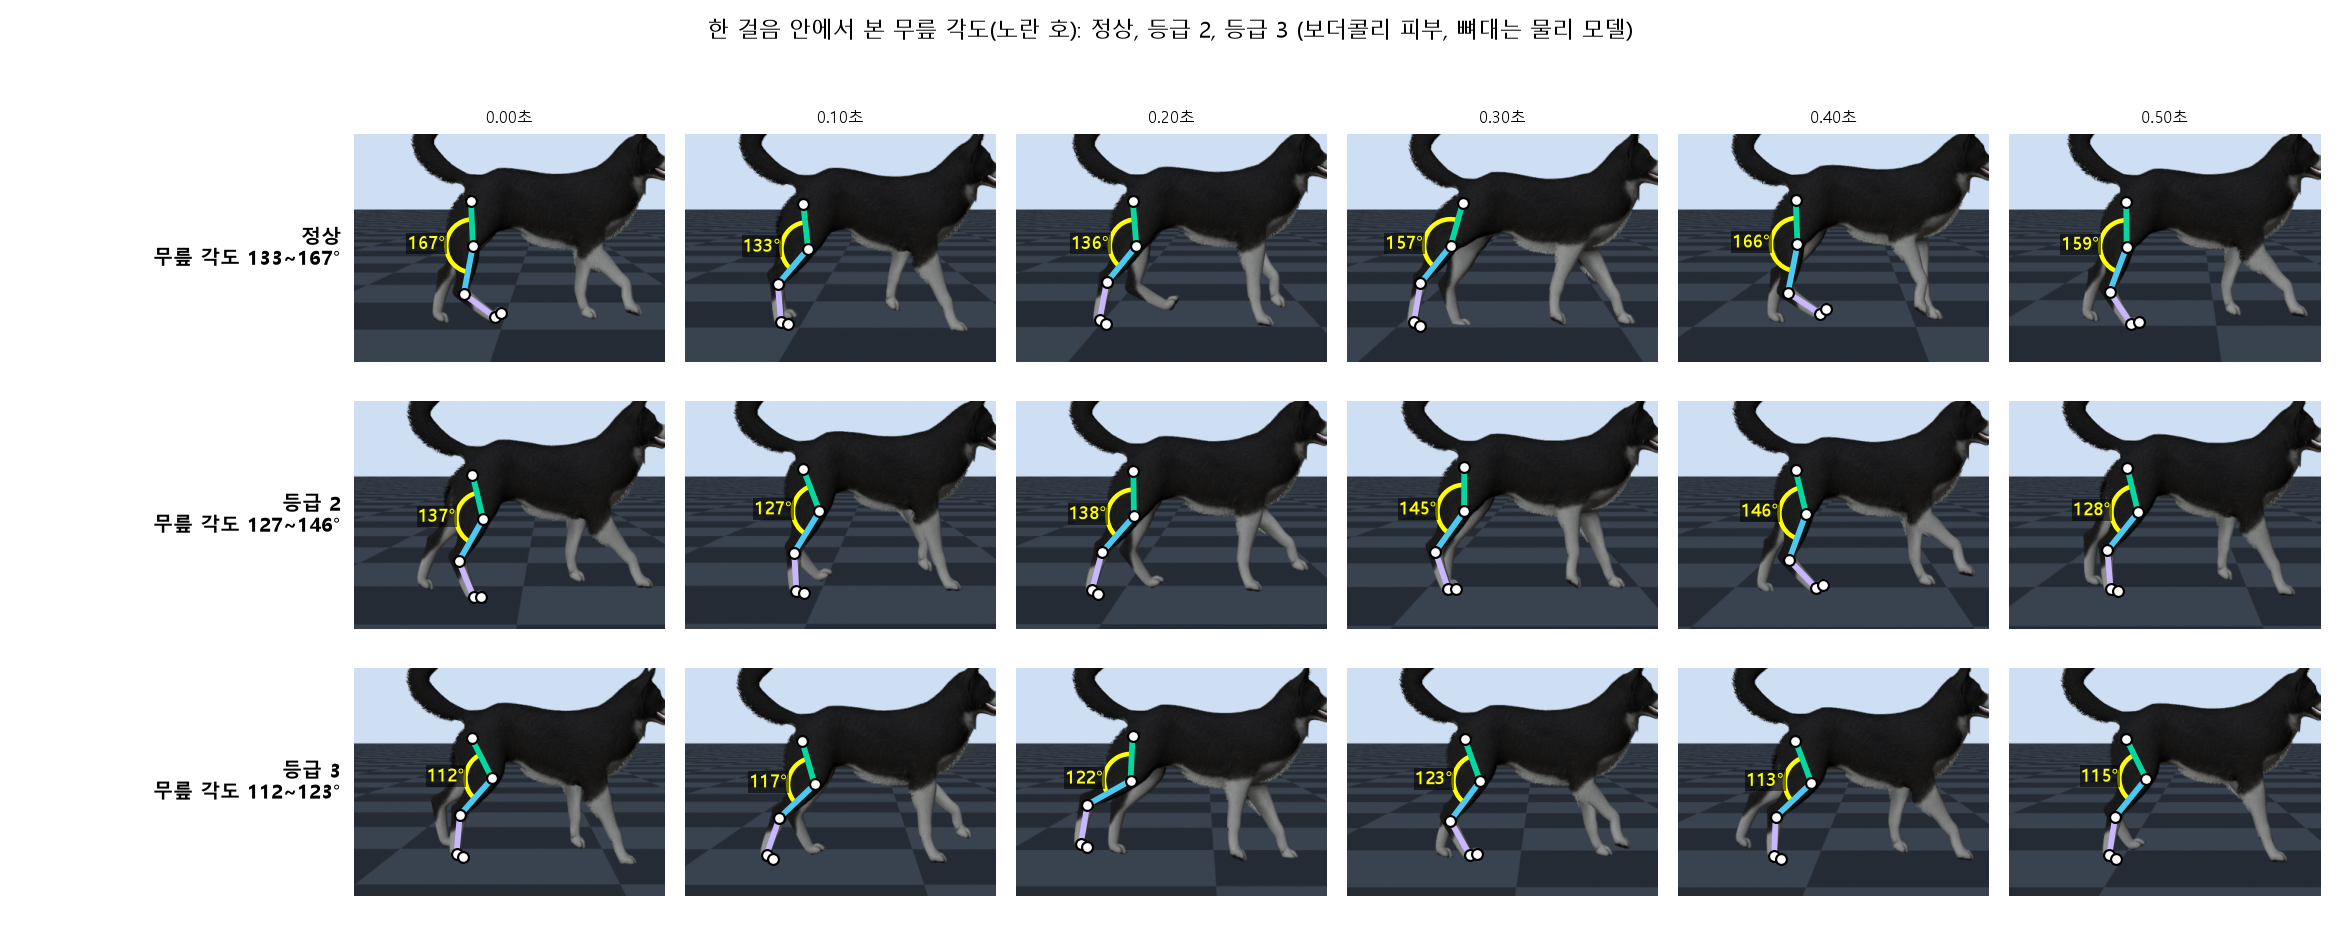 한 걸음 안에서 본 무릎 각도(노란 호): 정상, 등급 2, 등급 3 (보더콜리 피부, 뼈대는 물리 모델)
0.00초 0.10초 0.20초 0.30초 0.40초 0.50초
정상
무릎 각도 133~167°
167° 133° 136° 157° 166° 159°
등급 2
무릎 각도 127~146°
137° 127° 138° 145° 146° 128°
등급 3
무릎 각도 112~123°
112° 117° 122° 123° 113° 115°